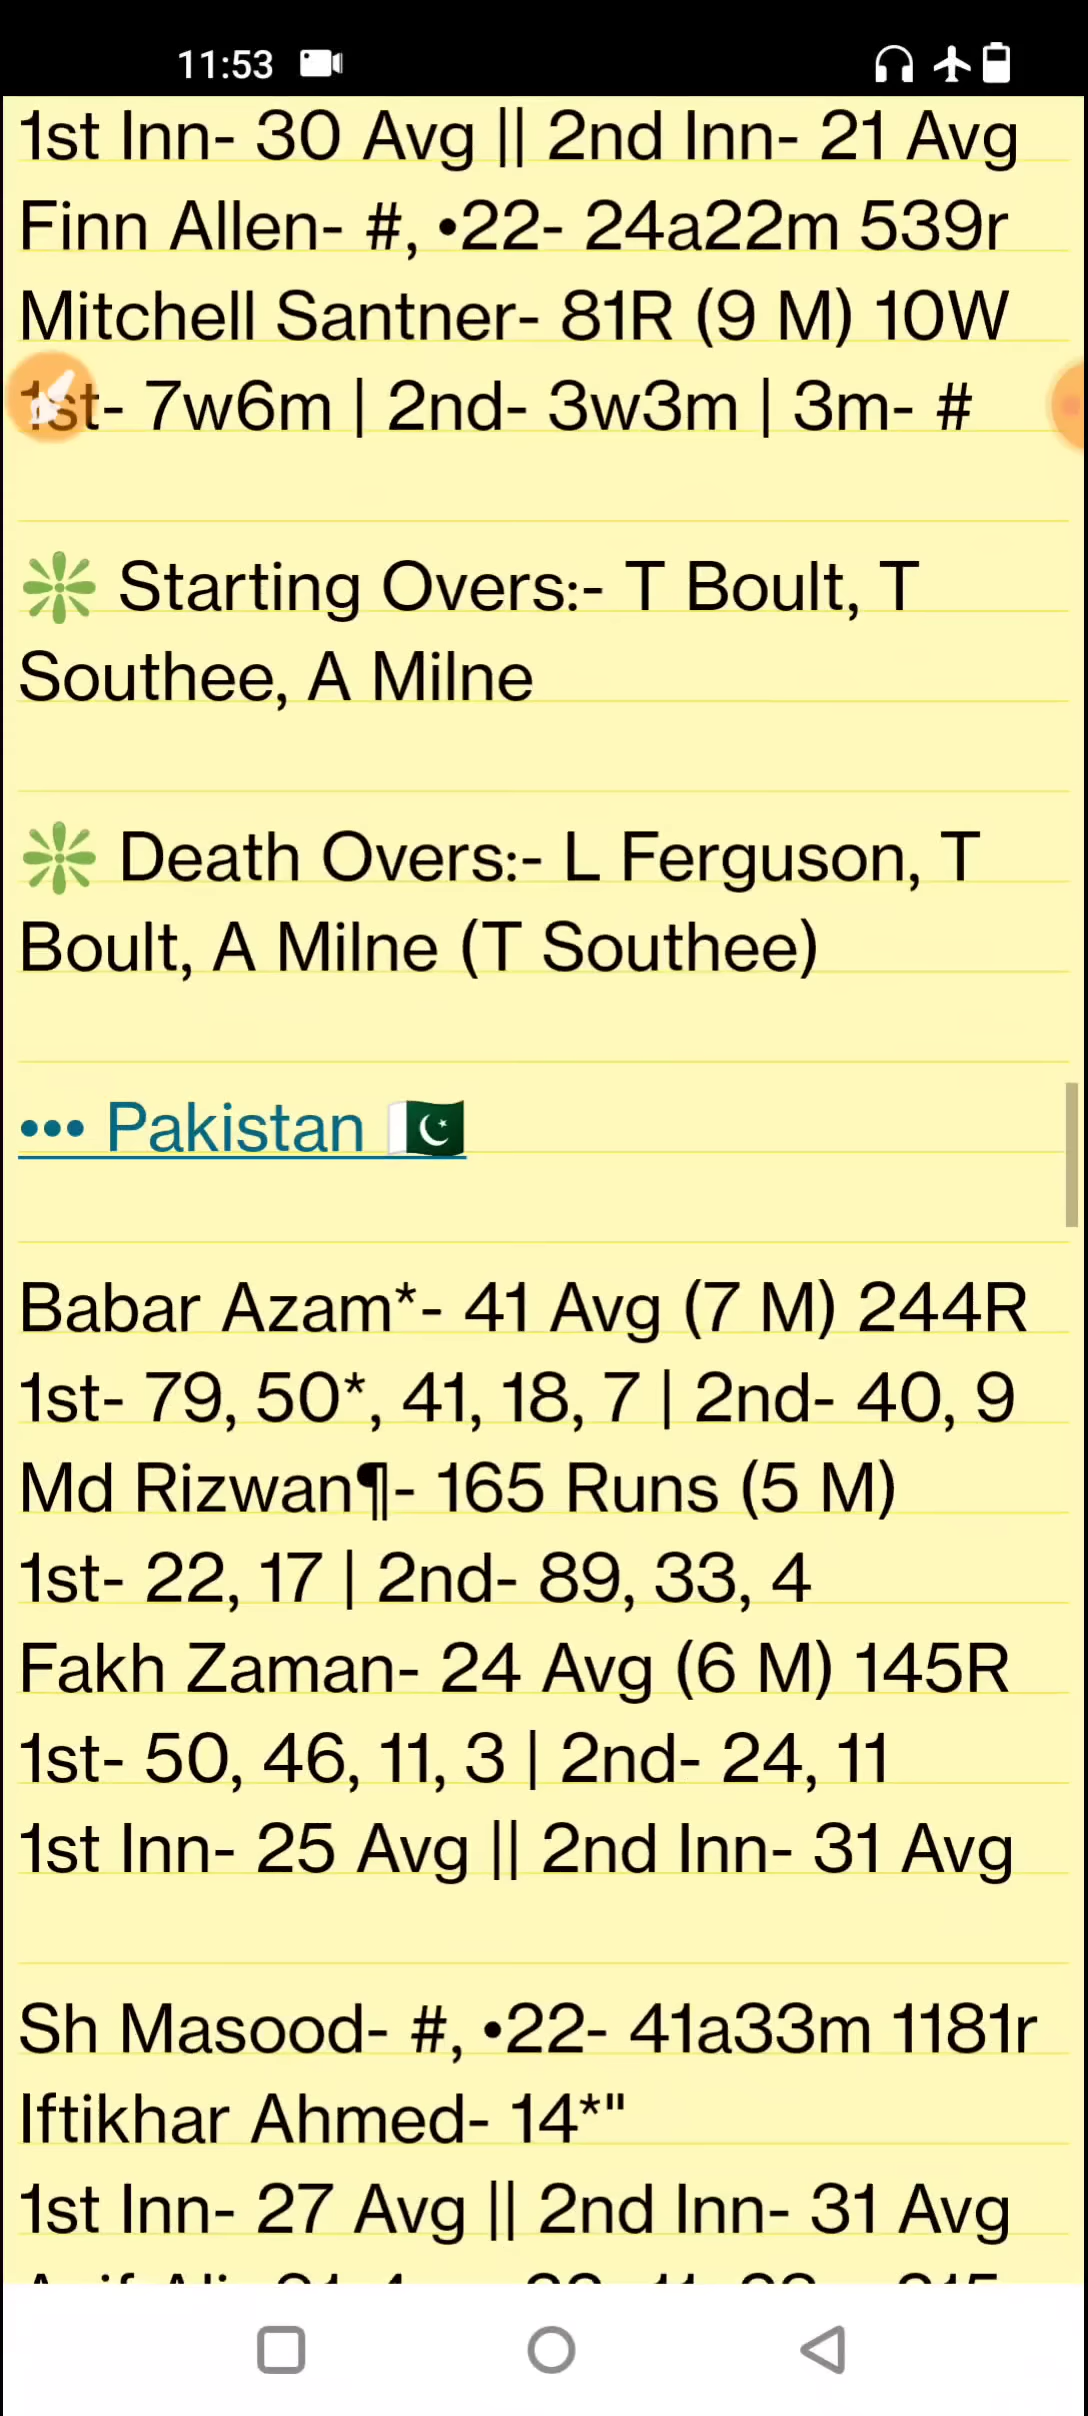 11:53
1st Inn- 30 Avg || 2nd Inn- 21 Avg
Finn Allen- #, •22- 24a22m 539r
Mitchell Santner- 81R (9 M) 10W
1st- 7w6m | 2nd- 3w3m | 3m- #
Starting Overs:- T Boult, T
Southee, A Milne
Death Overs:- L Ferguson, T
Boult, A Milne (T Southee)
••• Pakistan 🇵🇰
Babar Azam*- 41 Avg (7 M) 244R
1st- 79, 50*, 41, 18, 7 | 2nd- 40, 9
Md Rizwan¶- 165 Runs (5 M)
1st- 22, 17 | 2nd- 89, 33, 4
Fakh Zaman- 24 Avg (6 M) 145R
1st- 50, 46, 11, 3 | 2nd- 24, 11
1st Inn- 25 Avg || 2nd Inn- 31 Avg
Sh Masood- #, •22- 41a33m 1181r
Iftikhar Ahmed- 14*"
1st Inn- 27 Avg || 2nd Inn- 31 Avg